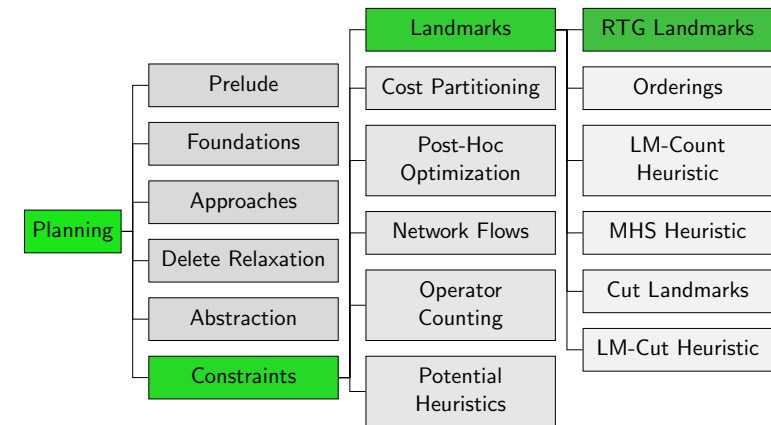 Planning
Prelude
Foundations
Approaches
Delete Relaxation
Abstraction
Constraints
Landmarks
Cost Partitioning
Post-Hoc
Optimization
Network Flows
Operator
Counting
Potential
Heuristics
RTG Landmarks
Orderings
LM-Count
Heuristic
MHS Heuristic
Cut Landmarks
LM-Cut Heuristic